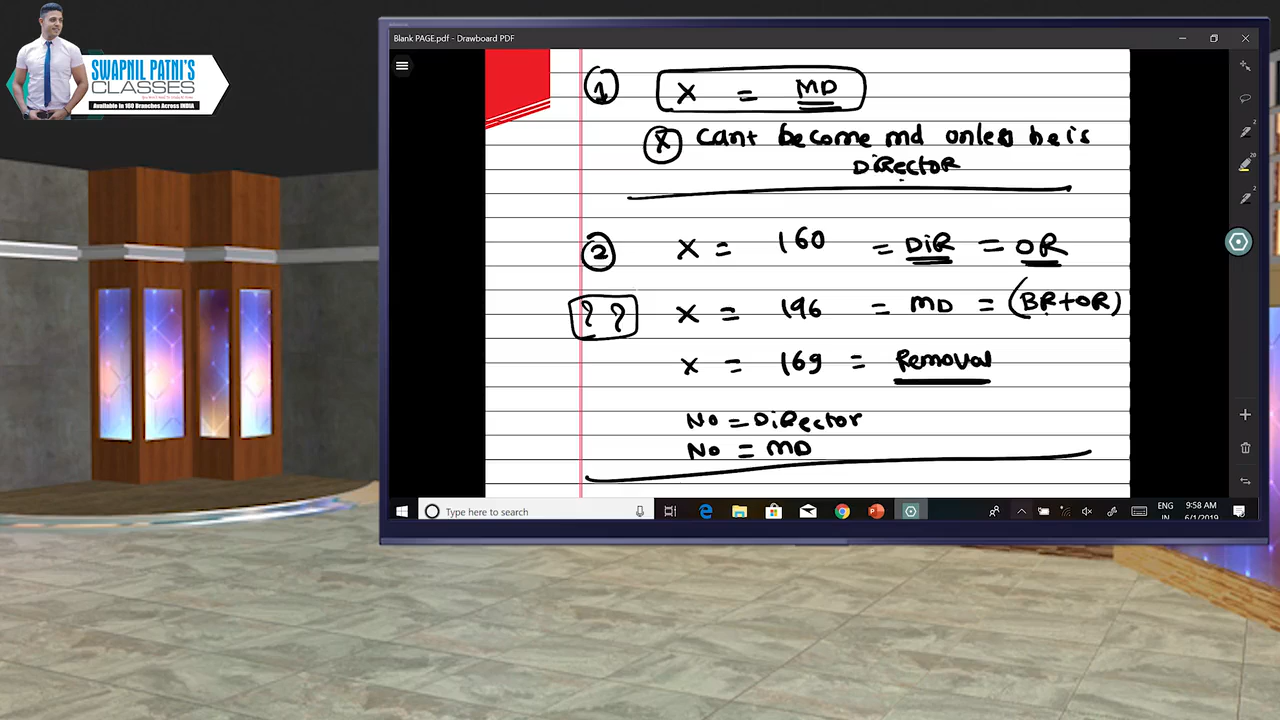 SWAPNIL PATNI'S
CLASSES
Available in 160 Branches Across INDIA
Blank PAGE.pdf - Drawboard PDF
1 X = MD
X Cant become md unless he is
DiRectoR
2 X = 160 = DiR = OR
?? X = 196 = MD = (BR+OR)
X = 169 = Removal
No = DiRectoR
No = MD
Type here to search
ENG
IN
9:58 AM
6/1/2019